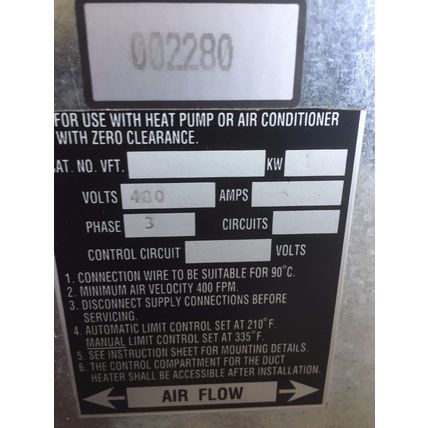 002280
FOR USE WITH HEAT PUMP OR AIR CONDITIONER
WITH ZERO CLEARANCE.
CAT. NO. VFT. KW
VOLTS 480 AMPS
PHASE 3 CIRCUITS
CONTROL CIRCUIT VOLTS
1. CONNECTION WIRE TO BE SUITABLE FOR 90°C.
2. MINIMUM AIR VELOCITY 400 FPM.
3. DISCONNECT SUPPLY CONNECTIONS BEFORE
SERVICING.
4. AUTOMATIC LIMIT CONTROL SET AT 210°F.
MANUAL LIMIT CONTROL SET AT 335°F.
5. SEE INSTRUCTION SHEET FOR MOUNTING DETAILS.
6. THE CONTROL COMPARTMENT FOR THE DUCT
HEATER SHALL BE ACCESSIBLE AFTER INSTALLATION.
AIR FLOW